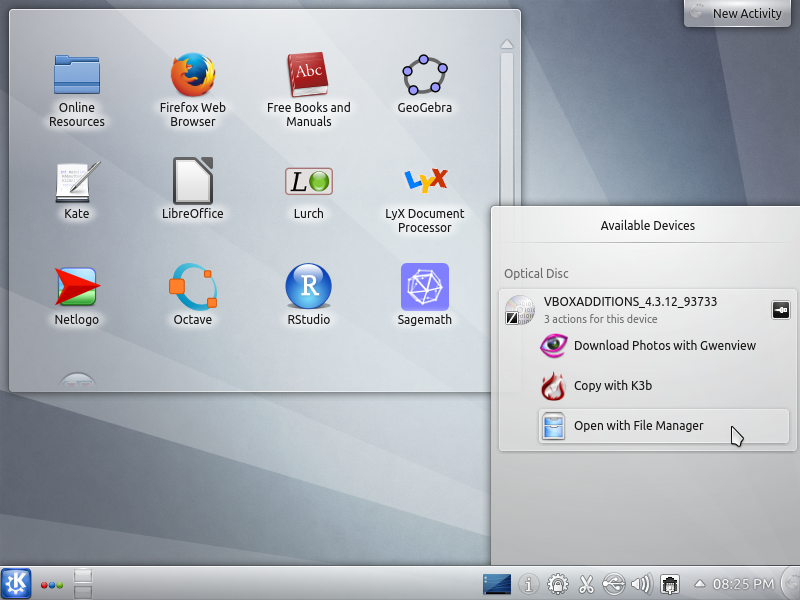 New Activity
Online
Resources
Firefox Web
Browser
Abc
Free Books and
Manuals
GeoGebra
Kate
LibreOffice
L
Lurch
LyX
LyX Document
Processor
Netlogo
Octave
R
RStudio
Sagemath
Available Devices
Optical Disc
VBOXADDITIONS_4.3.12_93733
3 actions for this device
Download Photos with Gwenview
Copy with K3b
Open with File Manager
K
i
08:25 PM